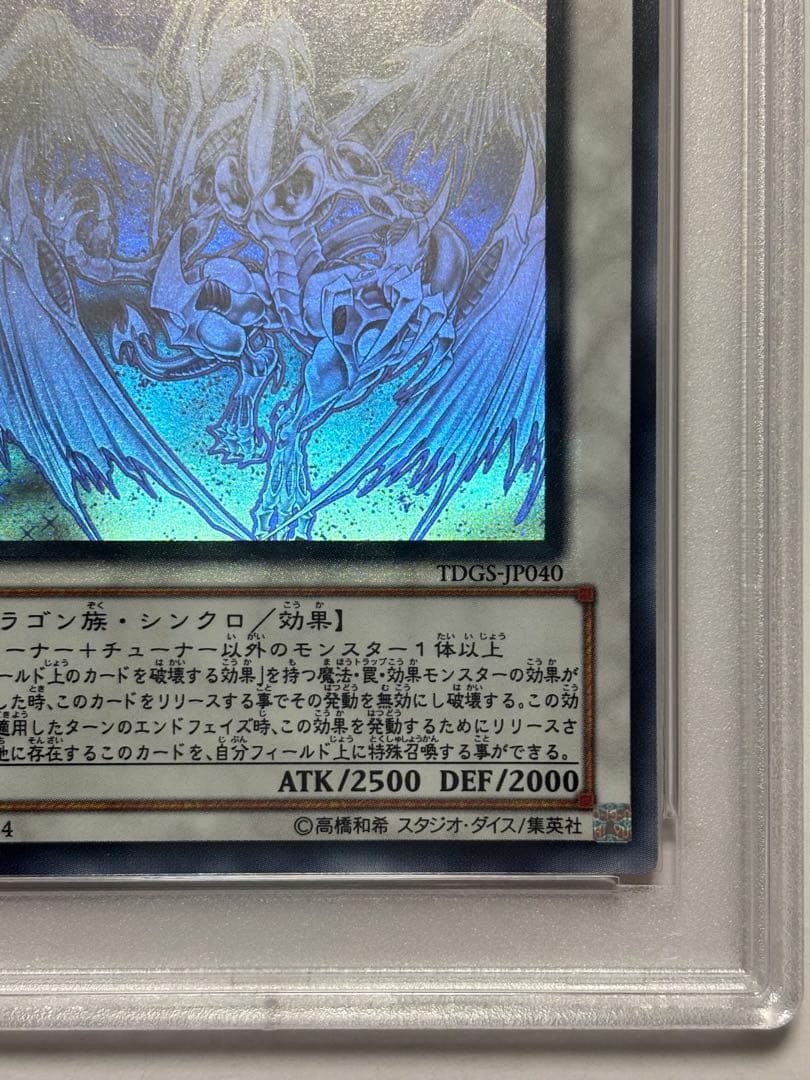 TDGS-JP040
ラゴン族・シンクロ／効果】
ーナー＋チューナー以外のモンスター１体以上
ールド上のカードを破壊する効果」を持つ魔法・罠・効果モンスターの効果が
した時、このカードをリリースする事でその発動を無効にし破壊する。この効
適用したターンのエンドフェイズ時、この効果を発動するためにリリースさ
地に存在するこのカードを、自分フィールド上に特殊召喚する事ができる。
ATK/2500 DEF/2000
4 ©高橋和希 スタジオ・ダイス/集英社